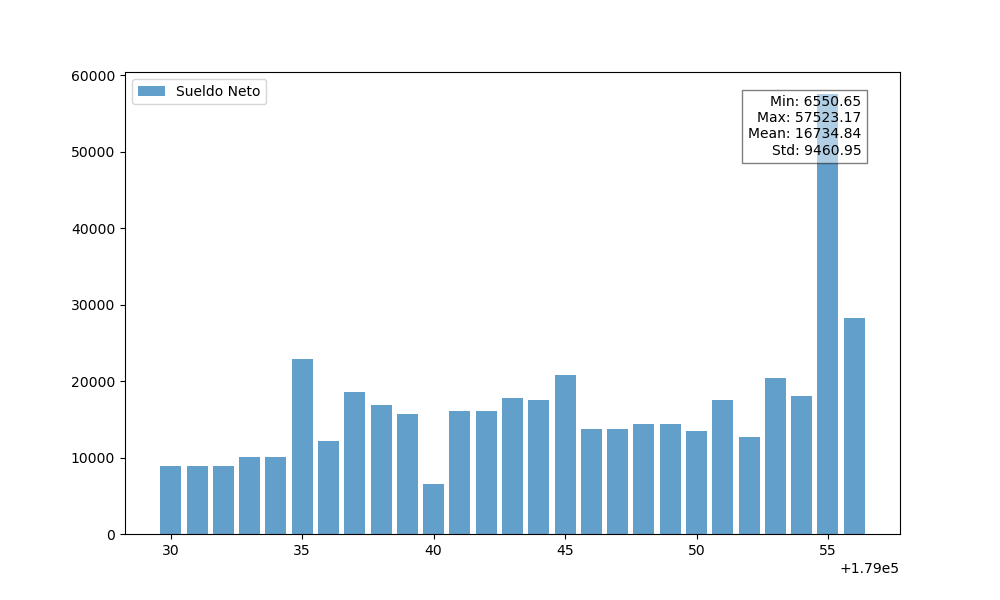 Sueldo Neto
Min: 6550.65
Max: 57523.17
Mean: 16734.84
Std: 9460.95
60000
50000
40000
30000
20000
10000
0
30 35 40 45 50 55
+1.79e5